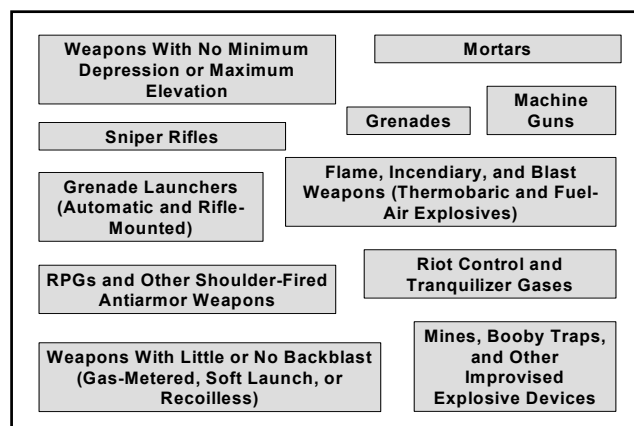 Weapons With No Minimum
Depression or Maximum
Elevation
Mortars
Machine
Guns
Grenades
Sniper Rifles
Flame, Incendiary, and Blast
Weapons (Thermobaric and Fuel-
Air Explosives)
Grenade Launchers
(Automatic and Rifle-
Mounted)
Riot Control and
Tranquilizer Gases
RPGs and Other Shoulder-Fired
Antiarmor Weapons
Mines, Booby Traps,
and Other
Improvised
Explosive Devices
Weapons With Little or No Backblast
(Gas-Metered, Soft Launch, or
Recoilless)